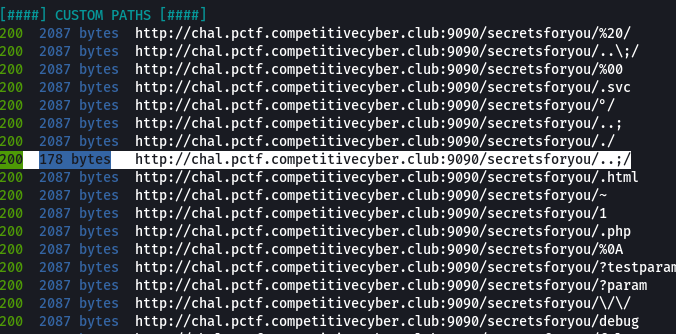 [####] CUSTOM PATHS [####]
200 2087 bytes http://chal.pctf.competitivecyber.club:9090/secretsforyou/%20/
200 2087 bytes http://chal.pctf.competitivecyber.club:9090/secretsforyou/..\;/
200 2087 bytes http://chal.pctf.competitivecyber.club:9090/secretsforyou/%00
200 2087 bytes http://chal.pctf.competitivecyber.club:9090/secretsforyou/.svc
200 2087 bytes http://chal.pctf.competitivecyber.club:9090/secretsforyou/°/
200 2087 bytes http://chal.pctf.competitivecyber.club:9090/secretsforyou/..;
200 2087 bytes http://chal.pctf.competitivecyber.club:9090/secretsforyou/./
200 178 bytes http://chal.pctf.competitivecyber.club:9090/secretsforyou/..;/
200 2087 bytes http://chal.pctf.competitivecyber.club:9090/secretsforyou/.html
200 2087 bytes http://chal.pctf.competitivecyber.club:9090/secretsforyou/~
200 2087 bytes http://chal.pctf.competitivecyber.club:9090/secretsforyou/1
200 2087 bytes http://chal.pctf.competitivecyber.club:9090/secretsforyou/.php
200 2087 bytes http://chal.pctf.competitivecyber.club:9090/secretsforyou/%0A
200 2087 bytes http://chal.pctf.competitivecyber.club:9090/secretsforyou/?testparam
200 2087 bytes http://chal.pctf.competitivecyber.club:9090/secretsforyou/?param
200 2087 bytes http://chal.pctf.competitivecyber.club:9090/secretsforyou/\/\/
200 2087 bytes http://chal.pctf.competitivecyber.club:9090/secretsforyou/debug